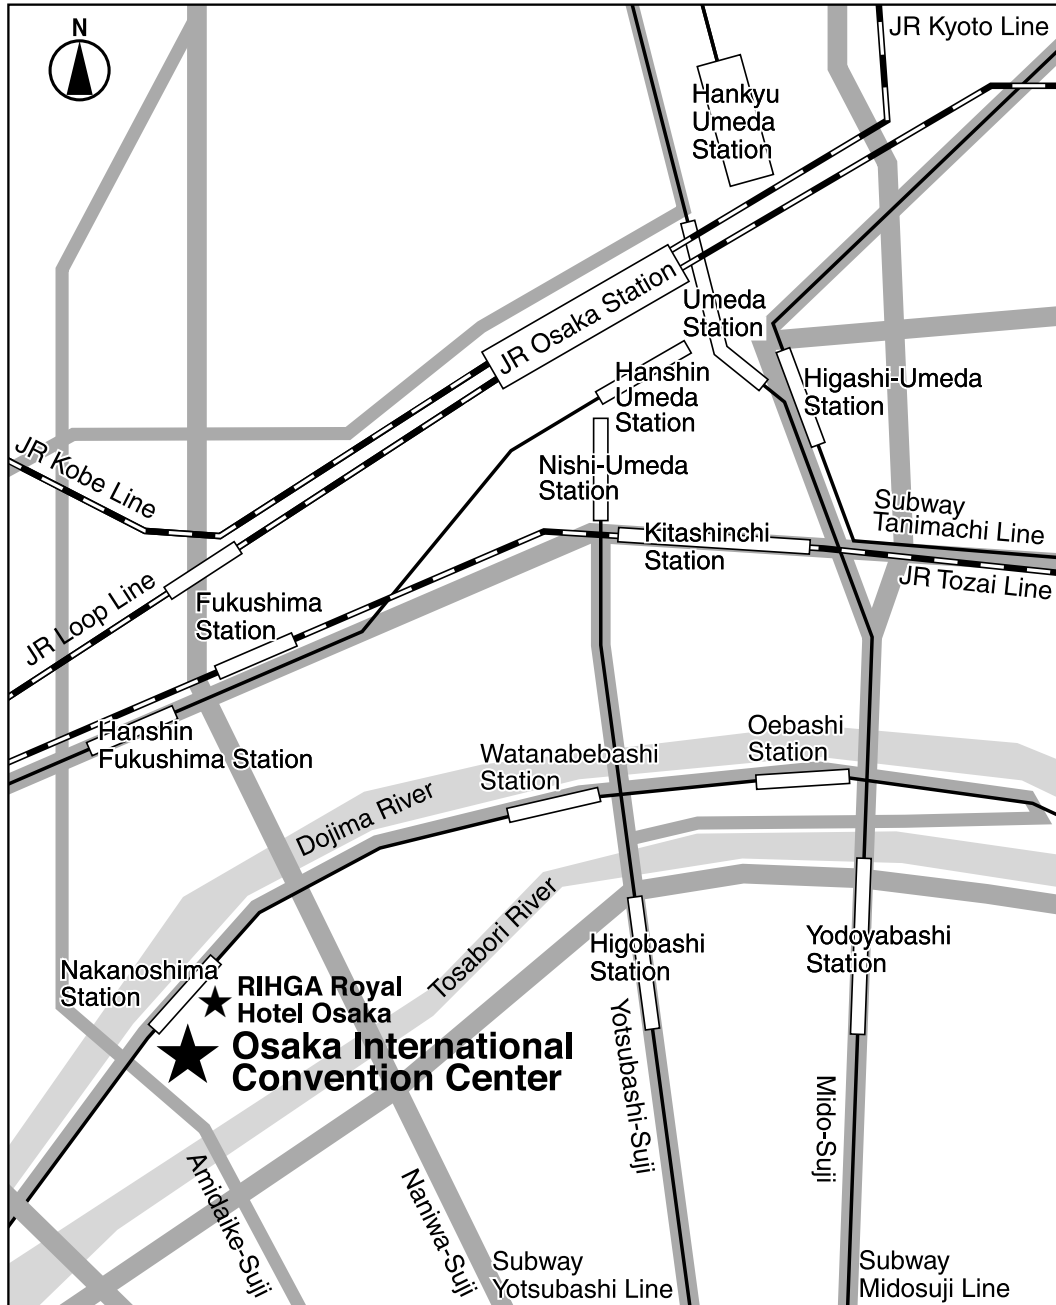 N
JR Kyoto Line
Hankyu
Umeda
Station
JR Osaka Station
Umeda
Station
Hanshin
Umeda
Station
Higashi-Umeda
Station
JR Kobe Line
Nishi-Umeda
Station
Subway
Tanimachi Line
Kitashinchi
Station
JR Tozai Line
JR Loop Line
Fukushima
Station
Hanshin
Fukushima Station
Oebashi
Station
Watanabebashi
Station
Dojima River
Tosabori River
Higobashi
Station
Yodoyabashi
Station
Nakanoshima
Station
RIHGA Royal
Hotel Osaka
Osaka International
Convention Center
Yotsubashi-Suji
Mido-Suji
Amidaike-Suji
Naniwa-Suji
Subway
Yotsubashi Line
Subway
Midosuji Line